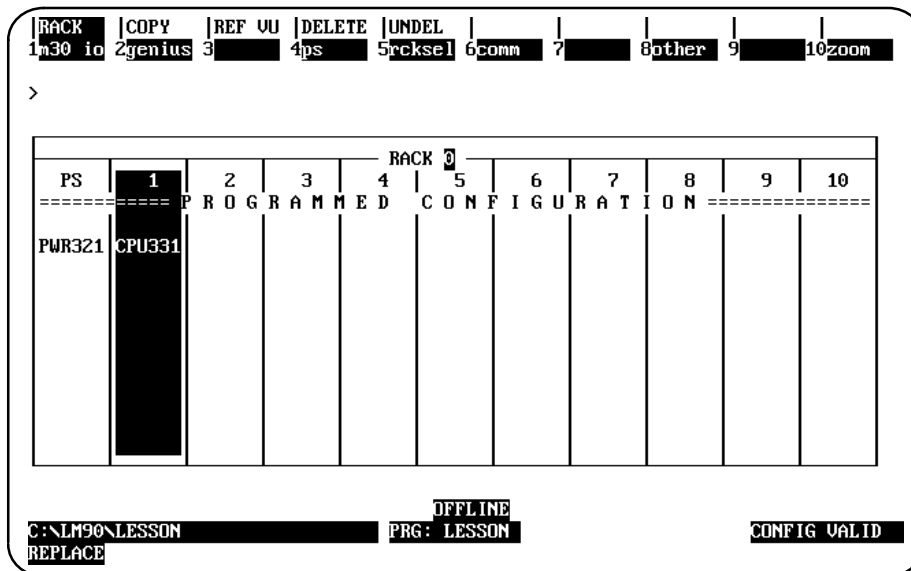 RACK COPY REF VU DELETE UNDEL
1m30 io 2genius 3 4ps 5rcksel 6comm 7 8other 9 10zoom
>
RACK 0
PS 1 2 3 4 5 6 7 8 9 10
============ P R O G R A M M E D C O N F I G U R A T I O N ===============
PWR321 CPU331
OFFLINE
C:\LM90\LESSON PRG: LESSON CONFIG VALID
REPLACE